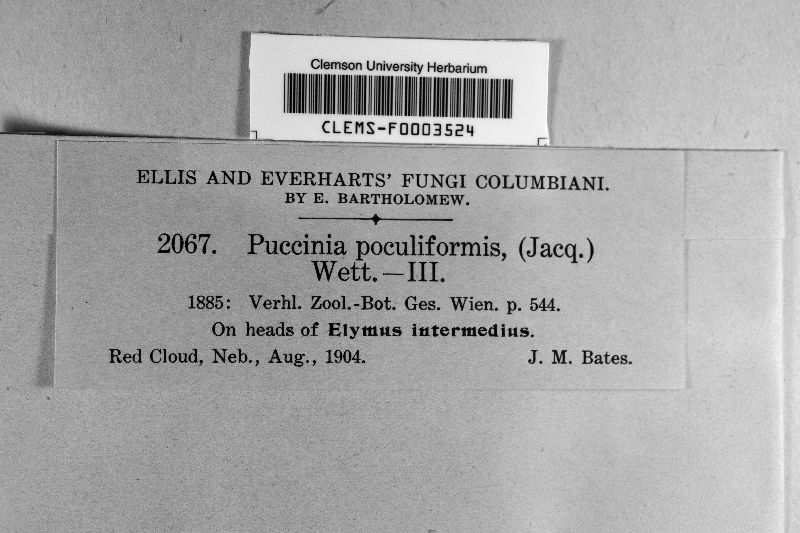 Clemson University Herbarium
CLEMS-F0003524
ELLIS AND EVERHARTS' FUNGI COLUMBIANI.
BY E. BARTHOLOMEW.
2067. Puccinia poculiformis, (Jacq.)
Wett.—III.
1885: Verhl. Zool.-Bot. Ges. Wien. p. 544.
On heads of Elymus intermedius.
Red Cloud, Neb., Aug., 1904. J. M. Bates.